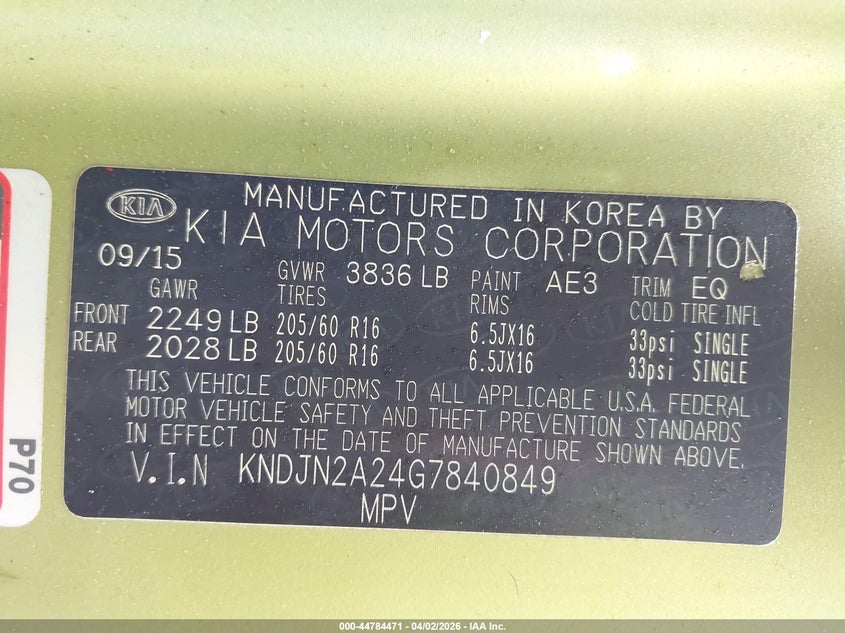 KIA
MANUFACTURED IN KOREA BY
KIA MOTORS CORPORATION
09/15 GVWR 3836 LB PAINT AE3 TRIM EQ
GAWR TIRES RIMS COLD TIRE INFL
FRONT 2249 LB 205/60 R16 6.5JX16 33psi SINGLE
REAR 2028 LB 205/60 R16 6.5JX16 33psi SINGLE
THIS VEHICLE CONFORMS TO ALL APPLICABLE U.S.A. FEDERAL
MOTOR VEHICLE SAFETY AND THEFT PREVENTION STANDARDS
IN EFFECT ON THE DATE OF MANUFACTURE SHOWN ABOVE.
V.I.N KNDJN2A24G7840849
MPV
P70
000-44784471 - 04/02/2026 - IAA Inc.